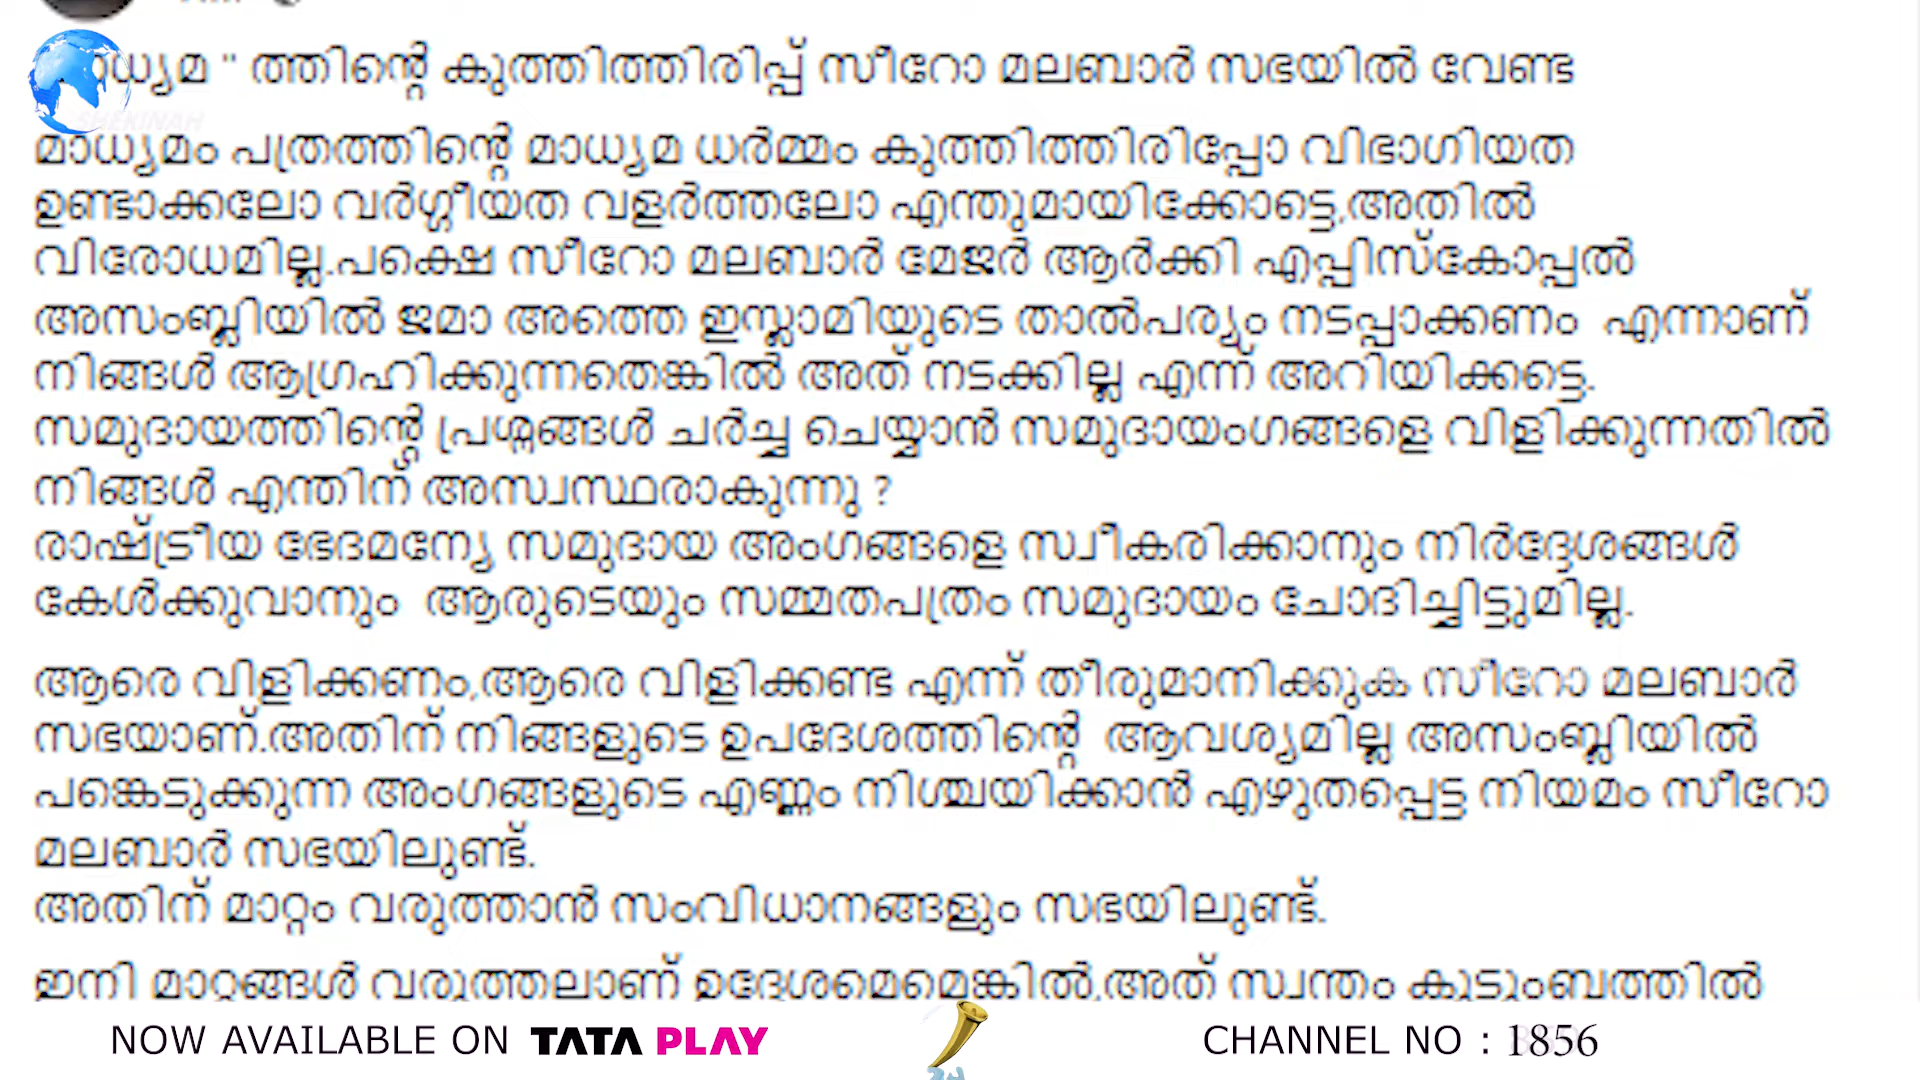 മാധ്യമ " ത്തിന്റെ കുത്തിത്തിരിപ്പ് സീറോ മലബാർ സഭയിൽ വേണ്ട
SHEKINAH
മാധ്യമം പത്രത്തിന്റെ മാധ്യമ ധർമ്മം കുത്തിത്തിരിപ്പോ വിഭാഗിയത
ഉണ്ടാക്കലോ വർഗ്ഗീയത വളർത്തലോ എന്തുമായിക്കോട്ടെ,അതിൽ
വിരോധമില്ല.പക്ഷെ സീറോ മലബാർ മേജർ ആർക്കി എപ്പിസ്കോപ്പൽ
അസംബ്ലിയിൽ ജമാ അത്തെ ഇസ്ലാമിയുടെ താൽപര്യം നടപ്പാക്കണം എന്നാണ്
നിങ്ങൾ ആഗ്രഹിക്കുന്നതെങ്കിൽ അത് നടക്കില്ല എന്ന് അറിയിക്കട്ടെ.
സമുദായത്തിന്റെ പ്രശ്നങ്ങൾ ചർച്ച ചെയ്യാൻ സമുദായംഗങ്ങളെ വിളിക്കുന്നതിൽ
നിങ്ങൾ എന്തിന് അസ്വസ്ഥരാകുന്നു ?
രാഷ്ട്രീയ ഭേദമന്യേ സമുദായ അംഗങ്ങളെ സ്വീകരിക്കാനും നിർദ്ദേശങ്ങൾ
കേൾക്കുവാനും ആരുടെയും സമ്മതപത്രം സമുദായം ചോദിച്ചിട്ടുമില്ല.
ആരെ വിളിക്കണം,ആരെ വിളിക്കണ്ട എന്ന് തീരുമാനിക്കുക സീറോ മലബാർ
സഭയാണ്.അതിന് നിങ്ങളുടെ ഉപദേശത്തിന്റെ ആവശ്യമില്ല അസംബ്ലിയിൽ
പങ്കെടുക്കുന്ന അംഗങ്ങളുടെ എണ്ണം നിശ്ചയിക്കാൻ എഴുതപ്പെട്ട നിയമം സീറോ
മലബാർ സഭയിലുണ്ട്.
അതിന് മാറ്റം വരുത്താൻ സംവിധാനങ്ങളും സഭയിലുണ്ട്.
ഇനി മാറ്റങ്ങൾ വരുത്തലാണ് ഉദ്ദേശമെമെങ്കിൽ,അത് സ്വന്തം കുടുംബത്തിൽ
NOW AVAILABLE ON TATA PLAY
CHANNEL NO : 1856